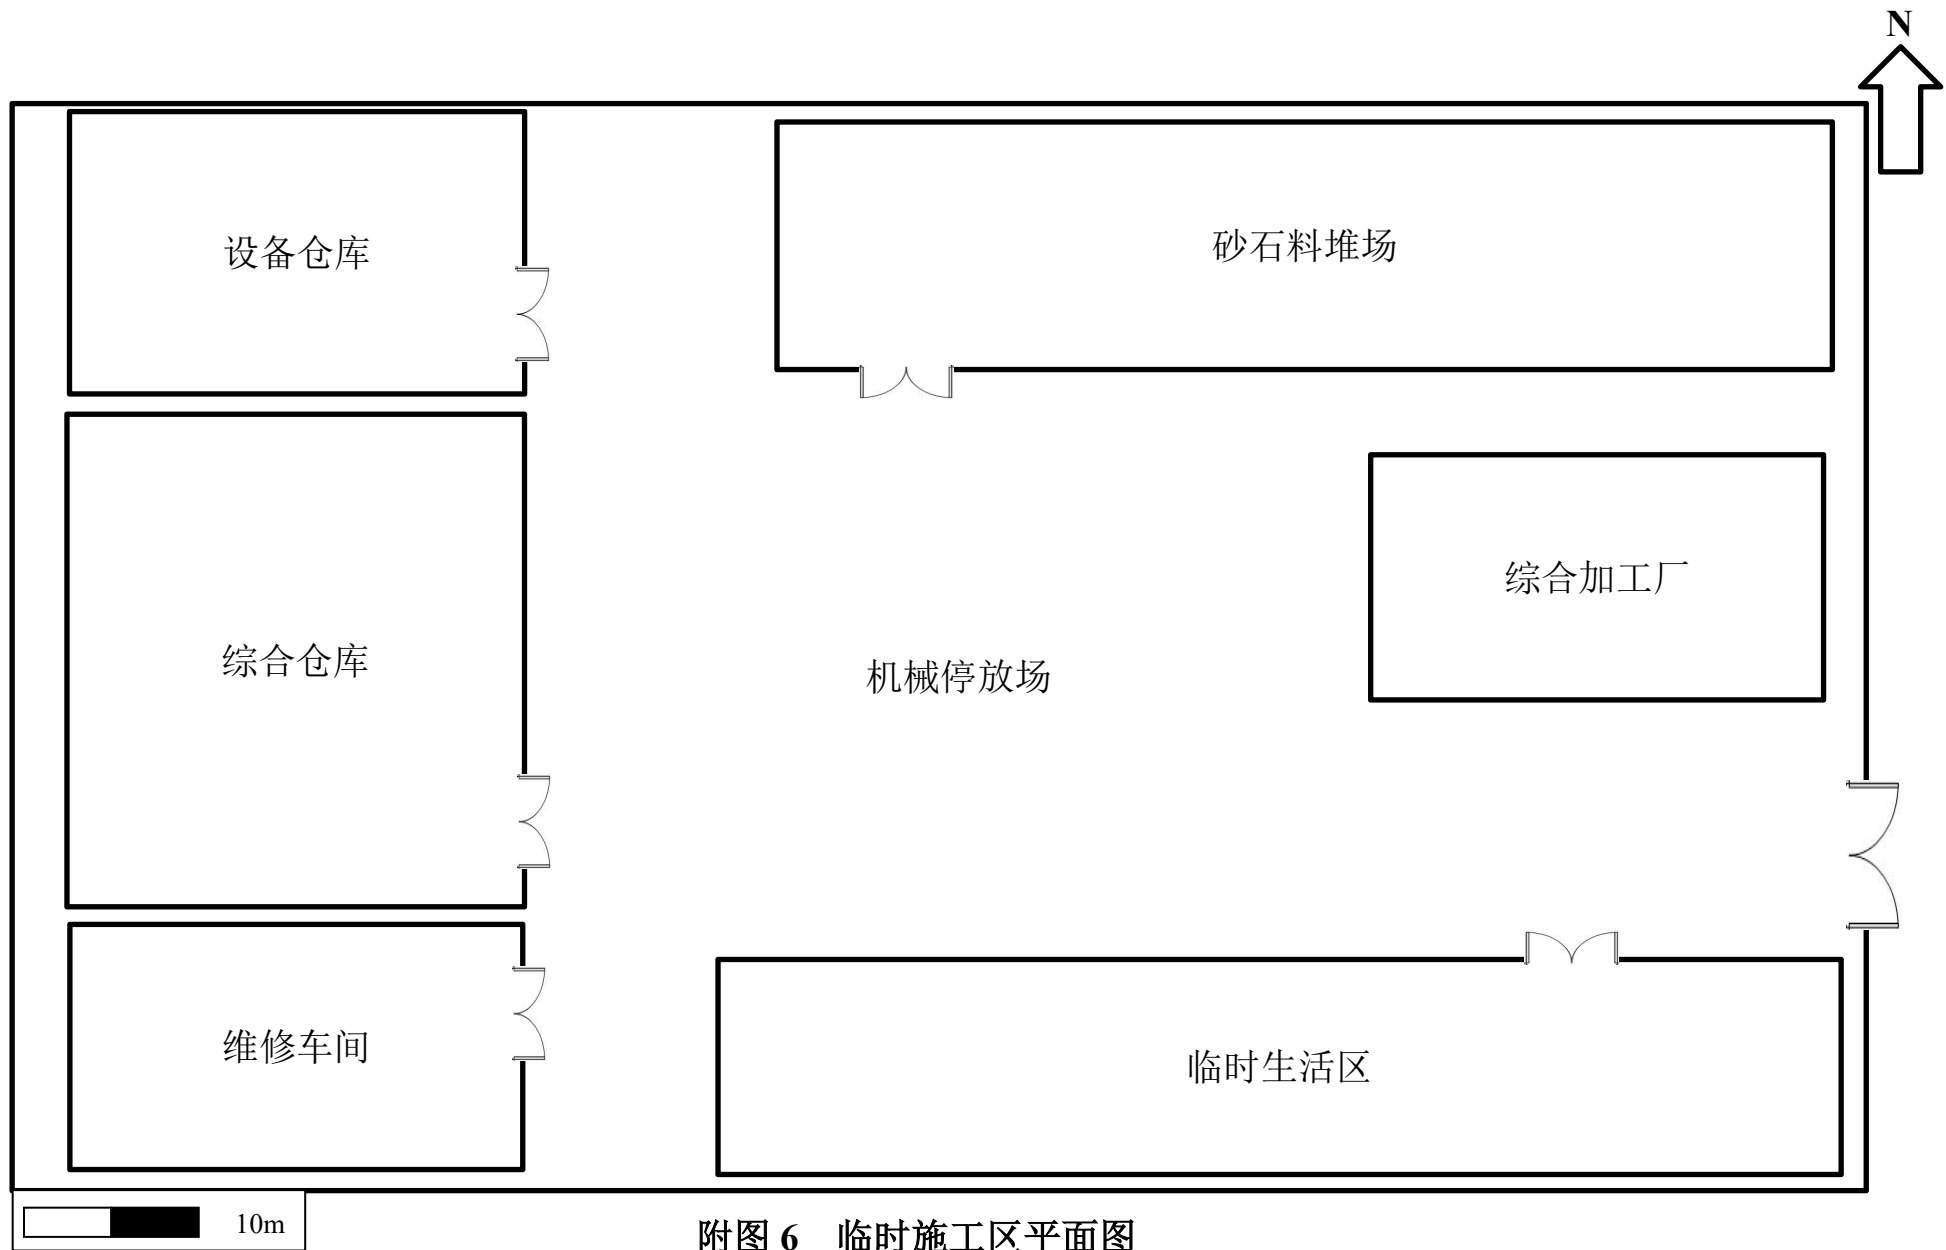 N
设备仓库
砂石料堆场
综合加工厂
综合仓库
机械停放场
维修车间
临时生活区
10m
附图 6 临时施工区平面图